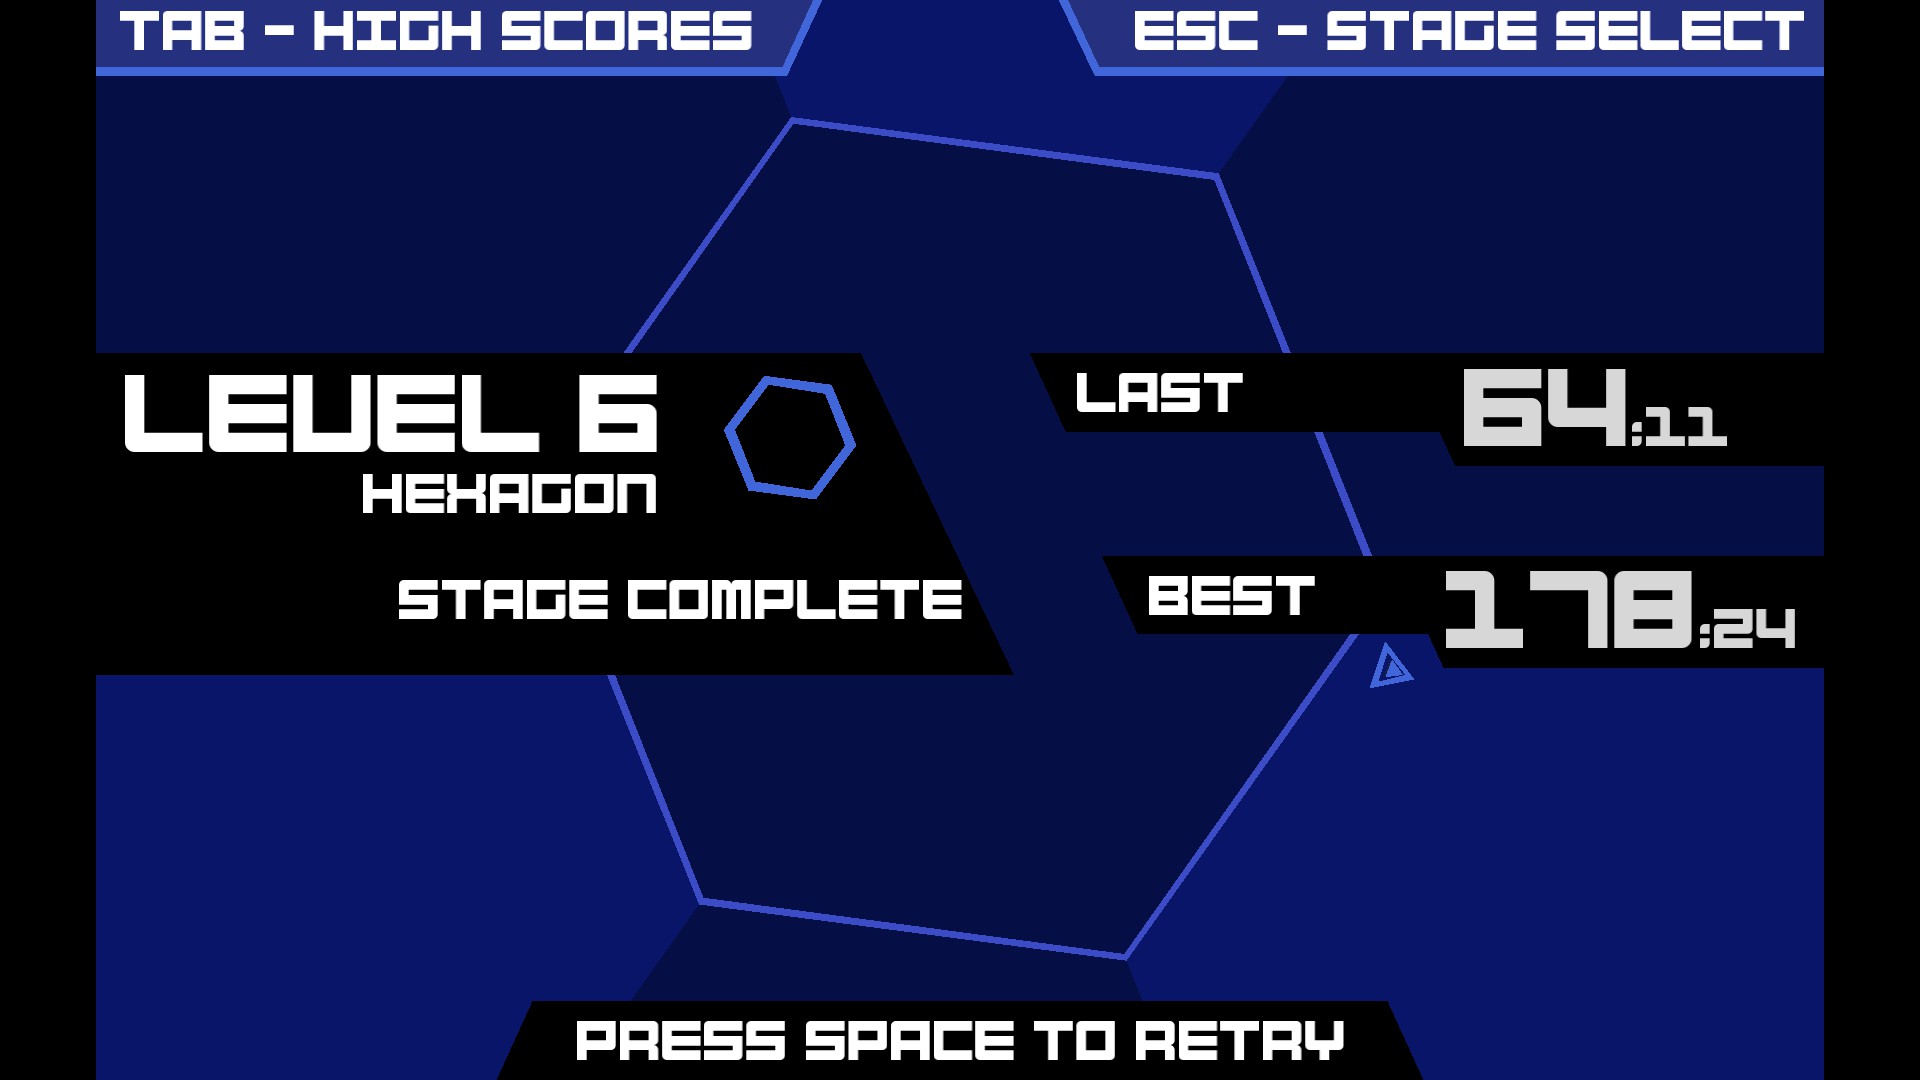 TAB - HIGH SCORES
ESC - STAGE SELECT
LEVEL 6
HEXAGON
STAGE COMPLETE
LAST 64:11
BEST 178:24
PRESS SPACE TO RETRY